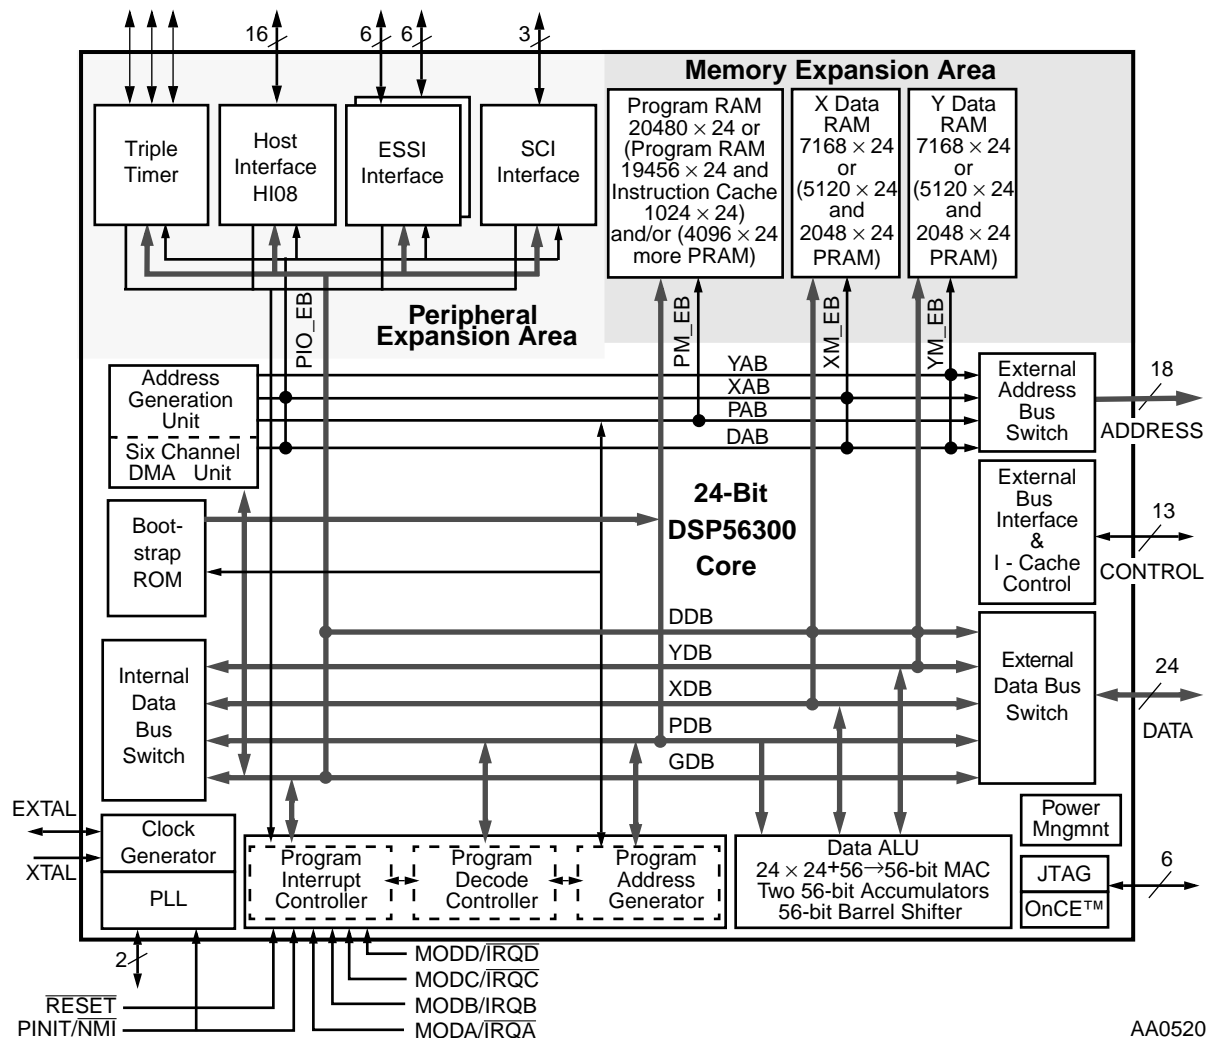 16
6
6
3
Memory Expansion Area
Triple
Timer
Host
Interface
HI08
ESSI
Interface
SCI
Interface
Program RAM
20480 × 24 or
(Program RAM
19456 × 24 and
Instruction Cache
1024 × 24)
and/or (4096 × 24
more PRAM)
X Data
RAM
7168 × 24
or
(5120 × 24
and
2048 × 24
PRAM)
Y Data
RAM
7168 × 24
or
(5120 × 24
and
2048 × 24
PRAM)
Peripheral
Expansion Area
PIO_EB
PM_EB
XM_EB
YM_EB
Address
Generation
Unit
Six Channel
DMA Unit
YAB
XAB
PAB
DAB
External
Address
Bus
Switch
18
ADDRESS
24-Bit
DSP56300
Core
Boot-
strap
ROM
External
Bus
Interface
&
I - Cache
Control
13
CONTROL
DDB
YDB
XDB
PDB
GDB
Internal
Data
Bus
Switch
External
Data Bus
Switch
24
DATA
EXTAL
XTAL
Clock
Generator
PLL
2
Program
Interrupt
Controller
Program
Decode
Controller
Program
Address
Generator
Data ALU
24 × 24+56→56-bit MAC
Two 56-bit Accumulators
56-bit Barrel Shifter
Power
Mngmnt
JTAG
OnCE™
6
MODD/IRQD
MODC/IRQC
MODB/IRQB
MODA/IRQA
RESET
PINIT/NMI
AA0520